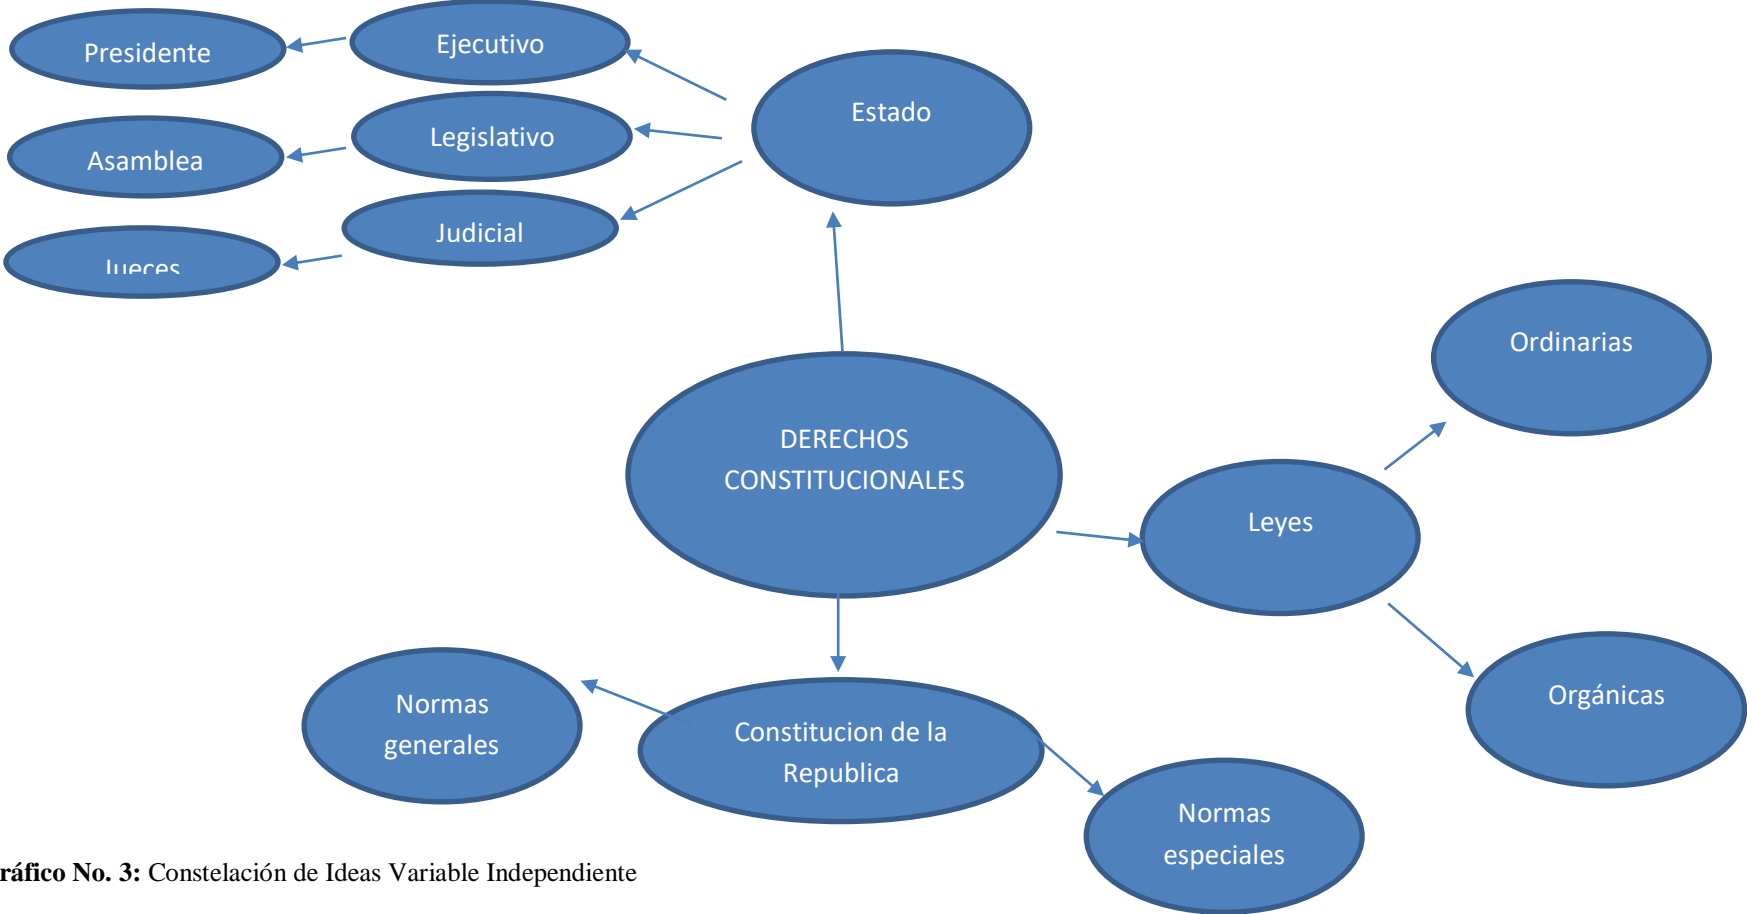 Presidente
Ejecutivo
Estado
Asamblea
Legislativo
Jueces
Judicial
Ordinarias
DERECHOS
CONSTITUCIONALES
Leyes
Orgánicas
Normas
generales
Constitucion de la
Republica
Normas
especiales
ráfico No. 3: Constelación de Ideas Variable Independiente